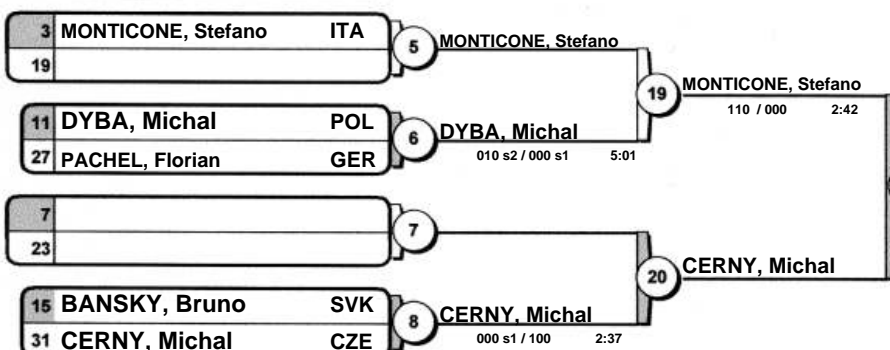 3 MONTICONE, Stefano ITA
19
5 MONTICONE, Stefano
11 DYBA, Michal POL
27 PACHEL, Florian GER
6 DYBA, Michal
010 s2 / 000 s1 5:01
19 MONTICONE, Stefano
110 / 000 2:42
7
23
7
15 BANSKY, Bruno SVK
31 CERNY, Michal CZE
8 CERNY, Michal
000 s1 / 100 2:37
20 CERNY, Michal